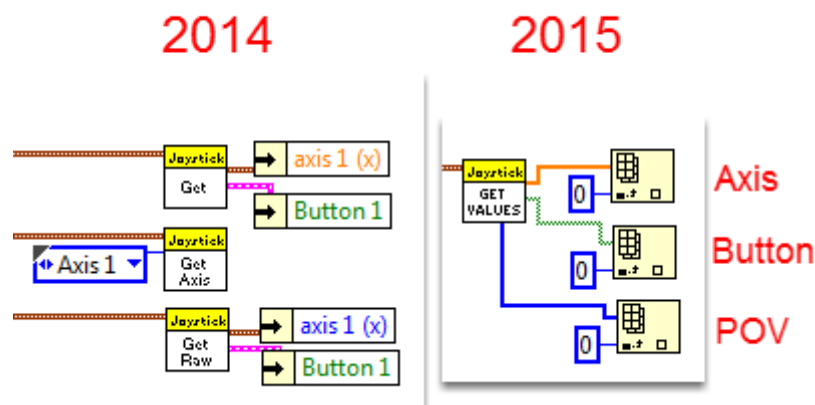 2014
Joystick
Get
axis 1 (x)
Button 1
Axis 1
Joystick
Get
Axis
Joystick
Get
Raw
axis 1 (x)
Button 1
2015
Joystick
GET
VALUES
0
Axis
0
Button
0
POV